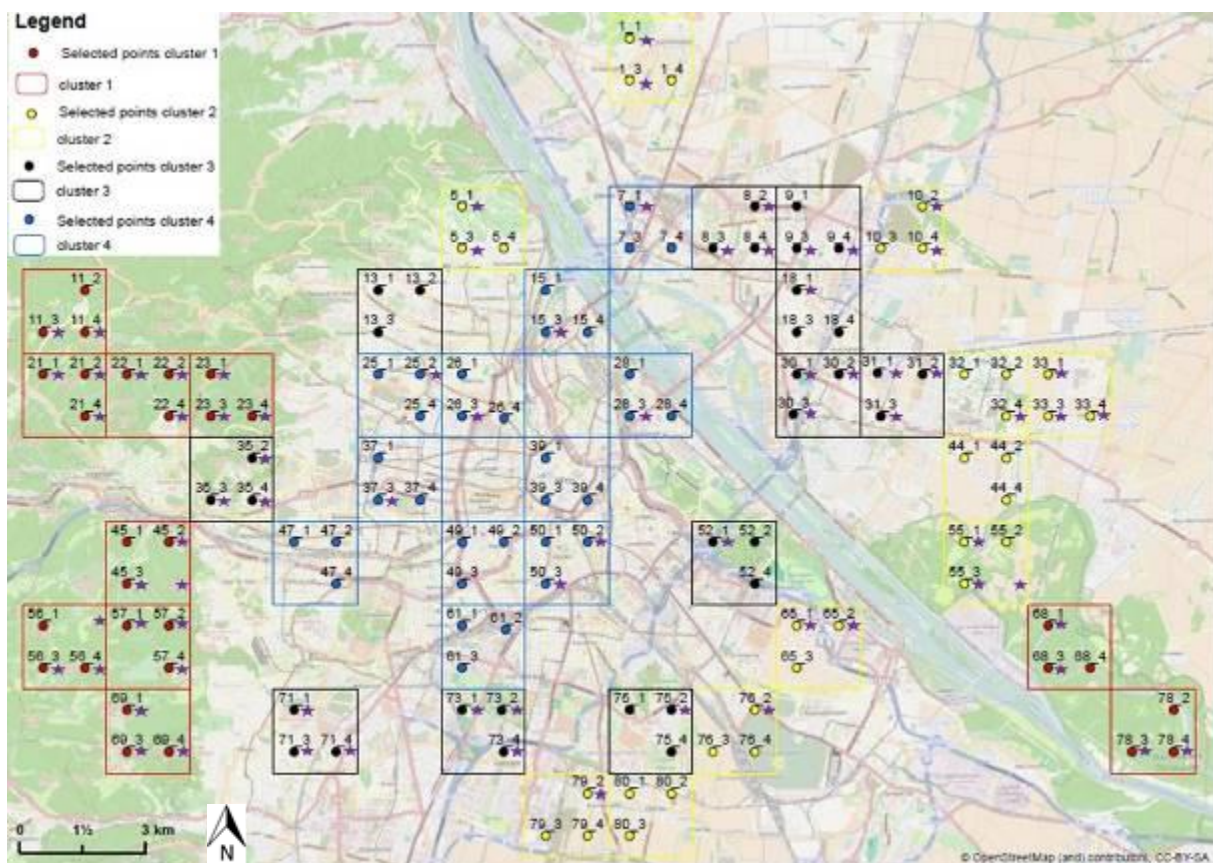 Legend
Selected points cluster 1
cluster 1
Selected points cluster 2
cluster 2
Selected points cluster 3
cluster 3
Selected points cluster 4
cluster 4
1_1
1_3 1_4
5_1 7_1 8_2 9_1 10_2
5_3 5_4 7_3 7_4 8_3 8_4 9_3 9_4 10_3 10_4
11_2 13_1 13_2 15_1 18_1
11_3 11_4 13_3 15_3 15_4 18_3 18_4
21_1 21_2 22_1 22_2 23_1 25_1 25_2 26_1 28_1 30_1 30_2 31_1 31_2 32_1 32_2 33_1
21_4 22_4 23_3 23_4 25_4 26_3 26_4 28_3 28_4 30_3 31_3 32_4 33_3 33_4
35_2 37_1 39_1 44_1 44_2
35_3 35_4 37_3 37_4 39_3 39_4 44_4
45_1 45_2 47_1 47_2 49_1 49_2 50_1 50_2 52_1 52_2 55_1 55_2
45_3 47_4 49_3 50_3 52_4 55_3
56_1 57_1 57_2 61_1 61_2 65_1 65_2 68_1
56_3 56_4 57_4 61_3 65_3 68_3 68_4
69_1 71_1 73_1 73_2 75_1 75_2 76_2 78_2
69_3 69_4 71_3 71_4 73_4 75_4 76_3 76_4 78_3 78_4
79_2 80_1 80_2
79_3 79_4 80_3
0 1½ 3 km
N
© OpenStreetMap (and) contributors, CC-BY-SA